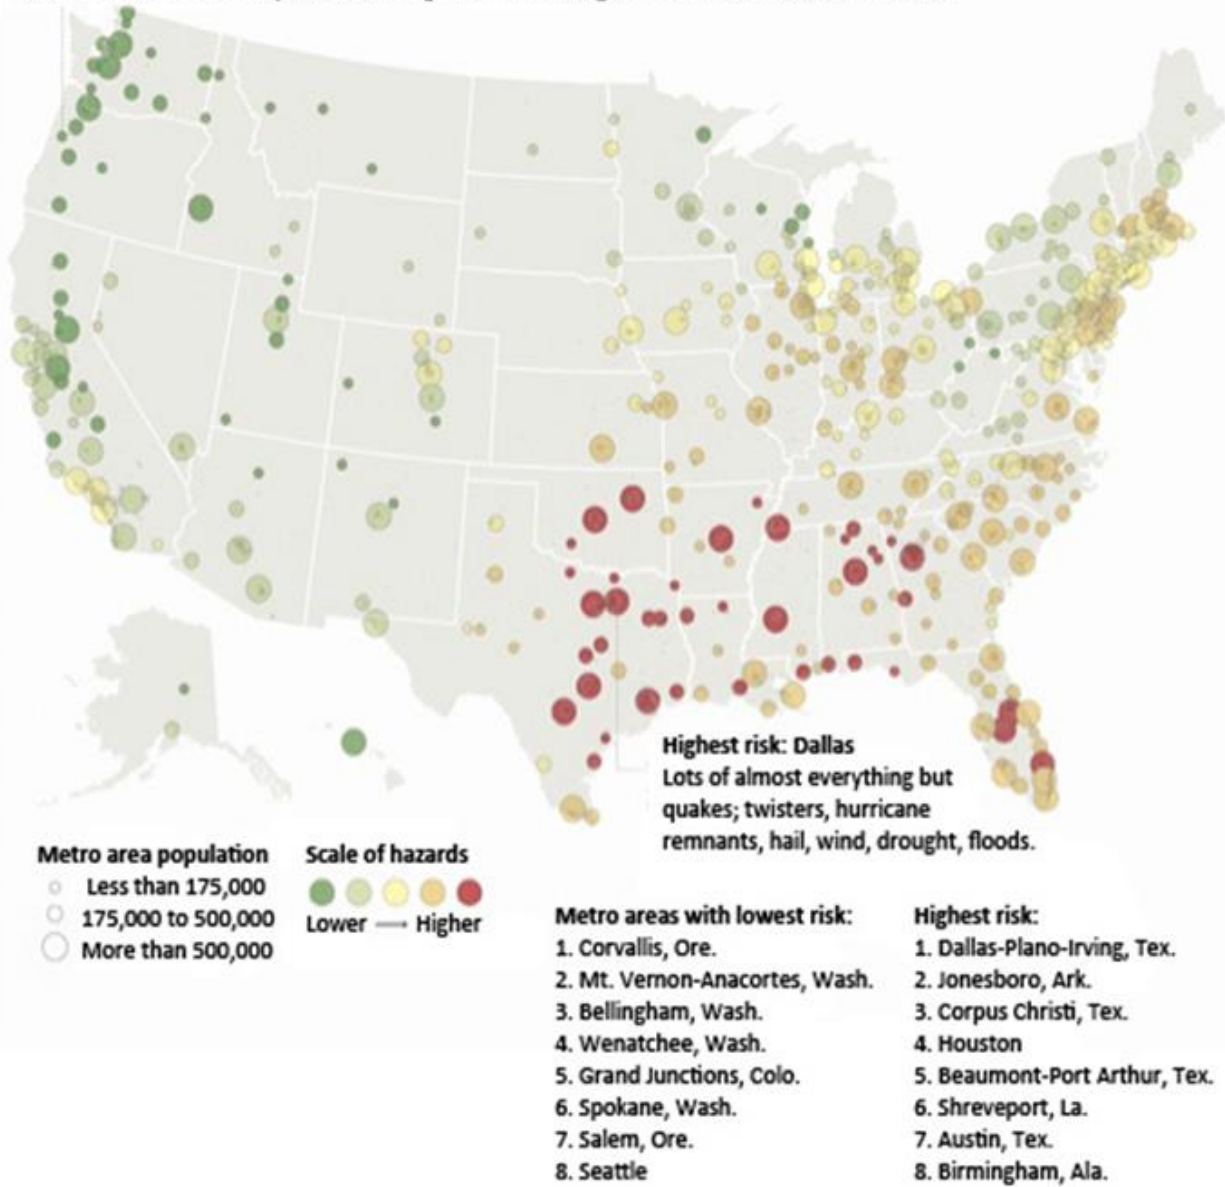 Highest risk: Dallas
Lots of almost everything but
quakes; twisters, hurricane
remnants, hail, wind, drought, floods.
Metro area population
Less than 175,000
175,000 to 500,000
More than 500,000
Scale of hazards
Lower → Higher
Metro areas with lowest risk:
1. Corvallis, Ore.
2. Mt. Vernon-Anacortes, Wash.
3. Bellingham, Wash.
4. Wenatchee, Wash.
5. Grand Junctions, Colo.
6. Spokane, Wash.
7. Salem, Ore.
8. Seattle
Highest risk:
1. Dallas-Plano-Irving, Tex.
2. Jonesboro, Ark.
3. Corpus Christi, Tex.
4. Houston
5. Beaumont-Port Arthur, Tex.
6. Shreveport, La.
7. Austin, Tex.
8. Birmingham, Ala.